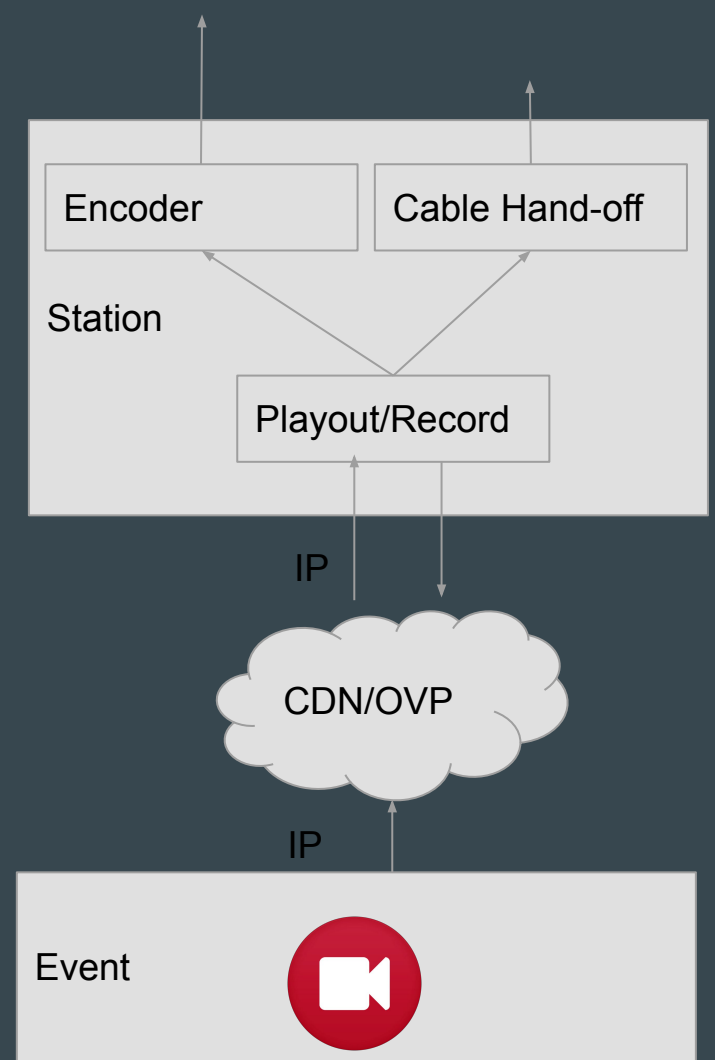 Encoder
Cable Hand-off
Station
Playout/Record
IP
CDN/OVP
IP
Event